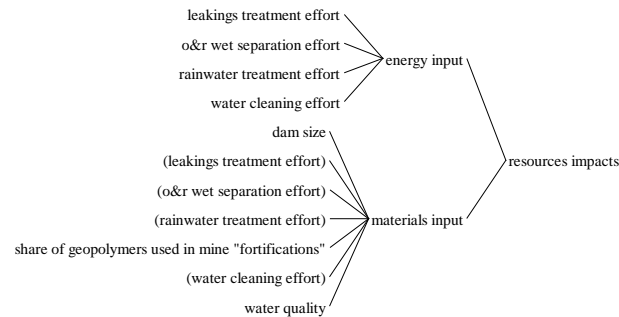 leakings treatment effort
o&r wet separation effort
energy input
rainwater treatment effort
water cleaning effort
dam size
(leakings treatment effort)
resources impacts
(o&r wet separation effort)
(rainwater treatment effort)
materials input
share of geopolymers used in mine "fortifications"
(water cleaning effort)
water quality